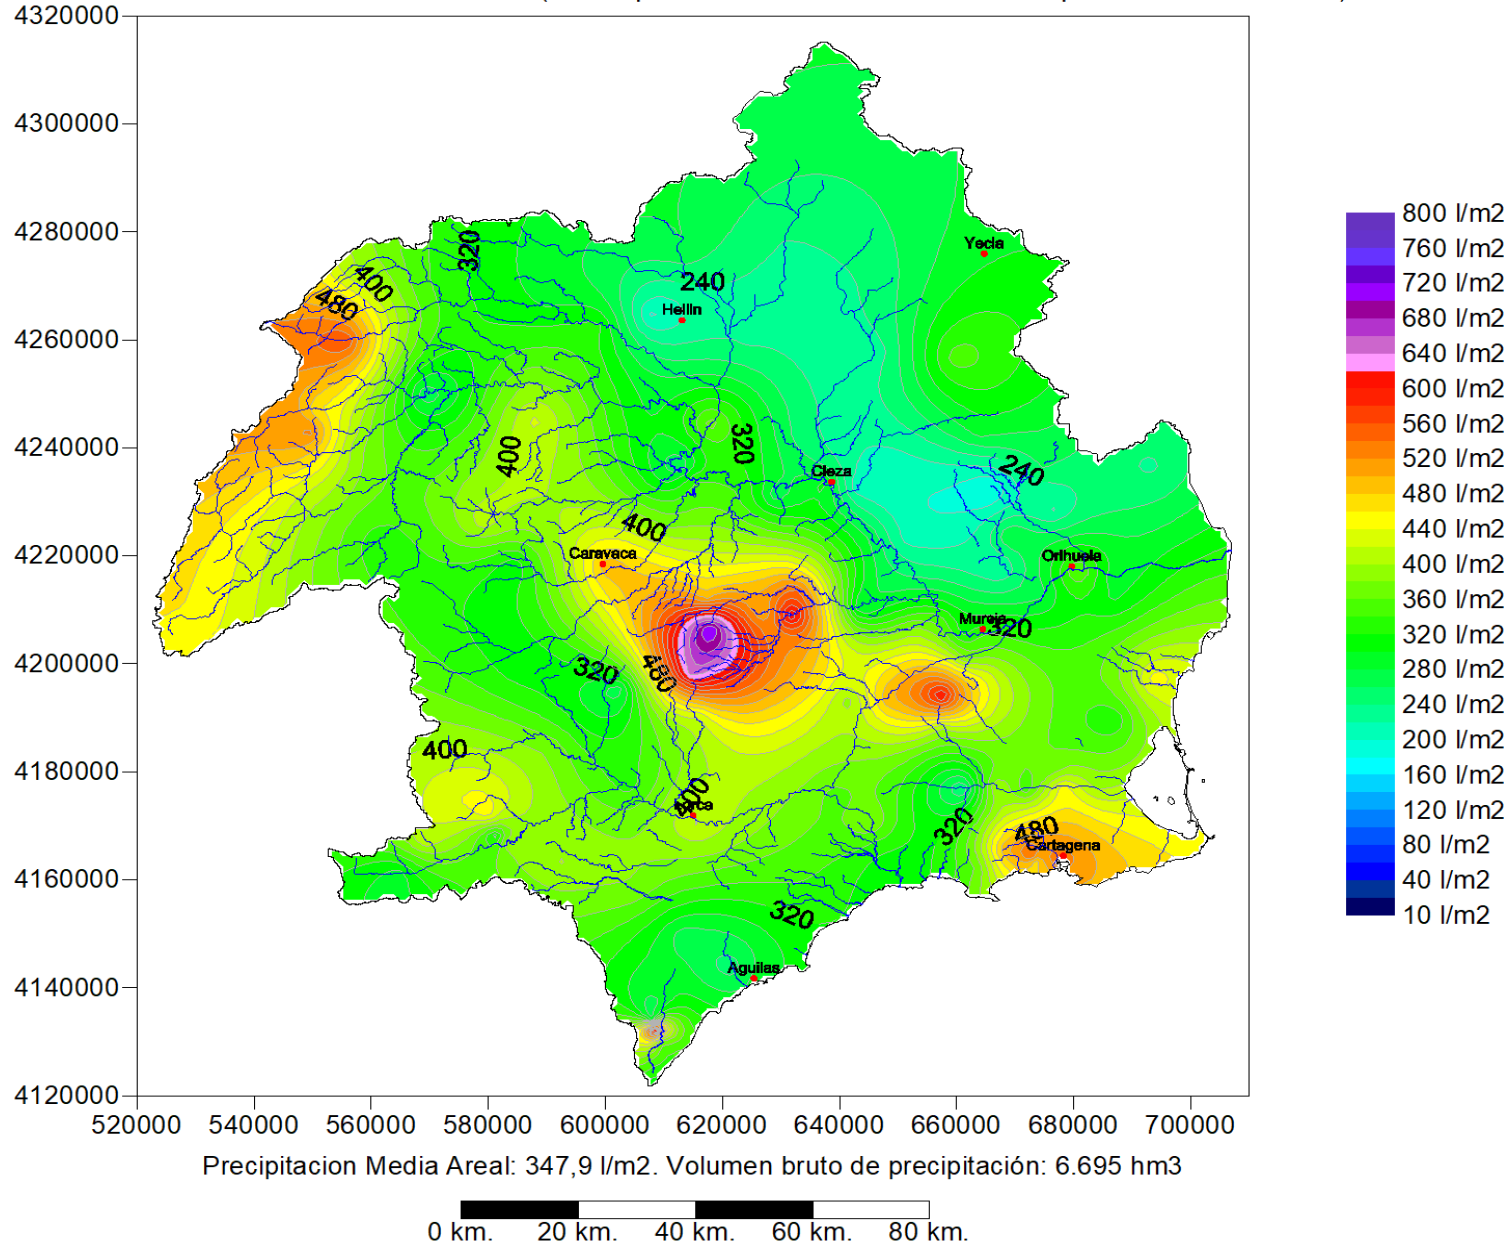 4320000
4300000
4280000
4260000
4240000
4220000
4200000
4180000
4160000
4140000
4120000
520000 540000 560000 580000 600000 620000 640000 660000 680000 700000
320
400
480
240
400
320
240
400
320
480
320
400
400
320
480
320
Yecla
Hellin
Cieza
Caravaca
Orihuela
Murcia
Cartagena
Aguilas
800 l/m2
760 l/m2
720 l/m2
680 l/m2
640 l/m2
600 l/m2
560 l/m2
520 l/m2
480 l/m2
440 l/m2
400 l/m2
360 l/m2
320 l/m2
280 l/m2
240 l/m2
200 l/m2
160 l/m2
120 l/m2
80 l/m2
40 l/m2
10 l/m2
Precipitacion Media Areal: 347,9 l/m2. Volumen bruto de precipitación: 6.695 hm3
0 km. 20 km. 40 km. 60 km. 80 km.